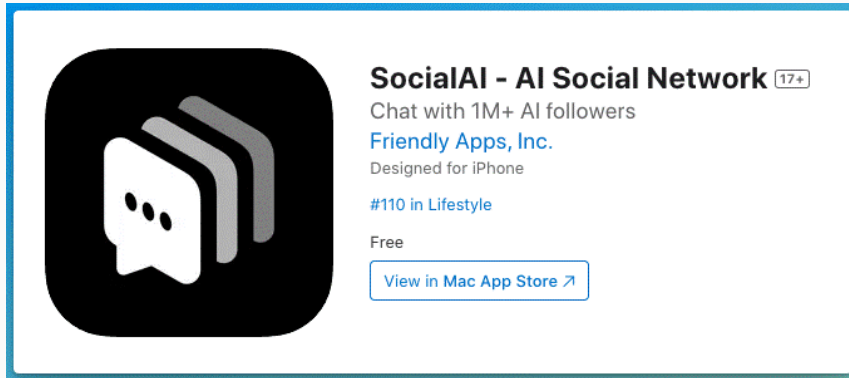 SocialAI - AI Social Network 17+
Chat with 1M+ AI followers
Friendly Apps, Inc.
Designed for iPhone
#110 in Lifestyle
Free
View in Mac App Store ↗